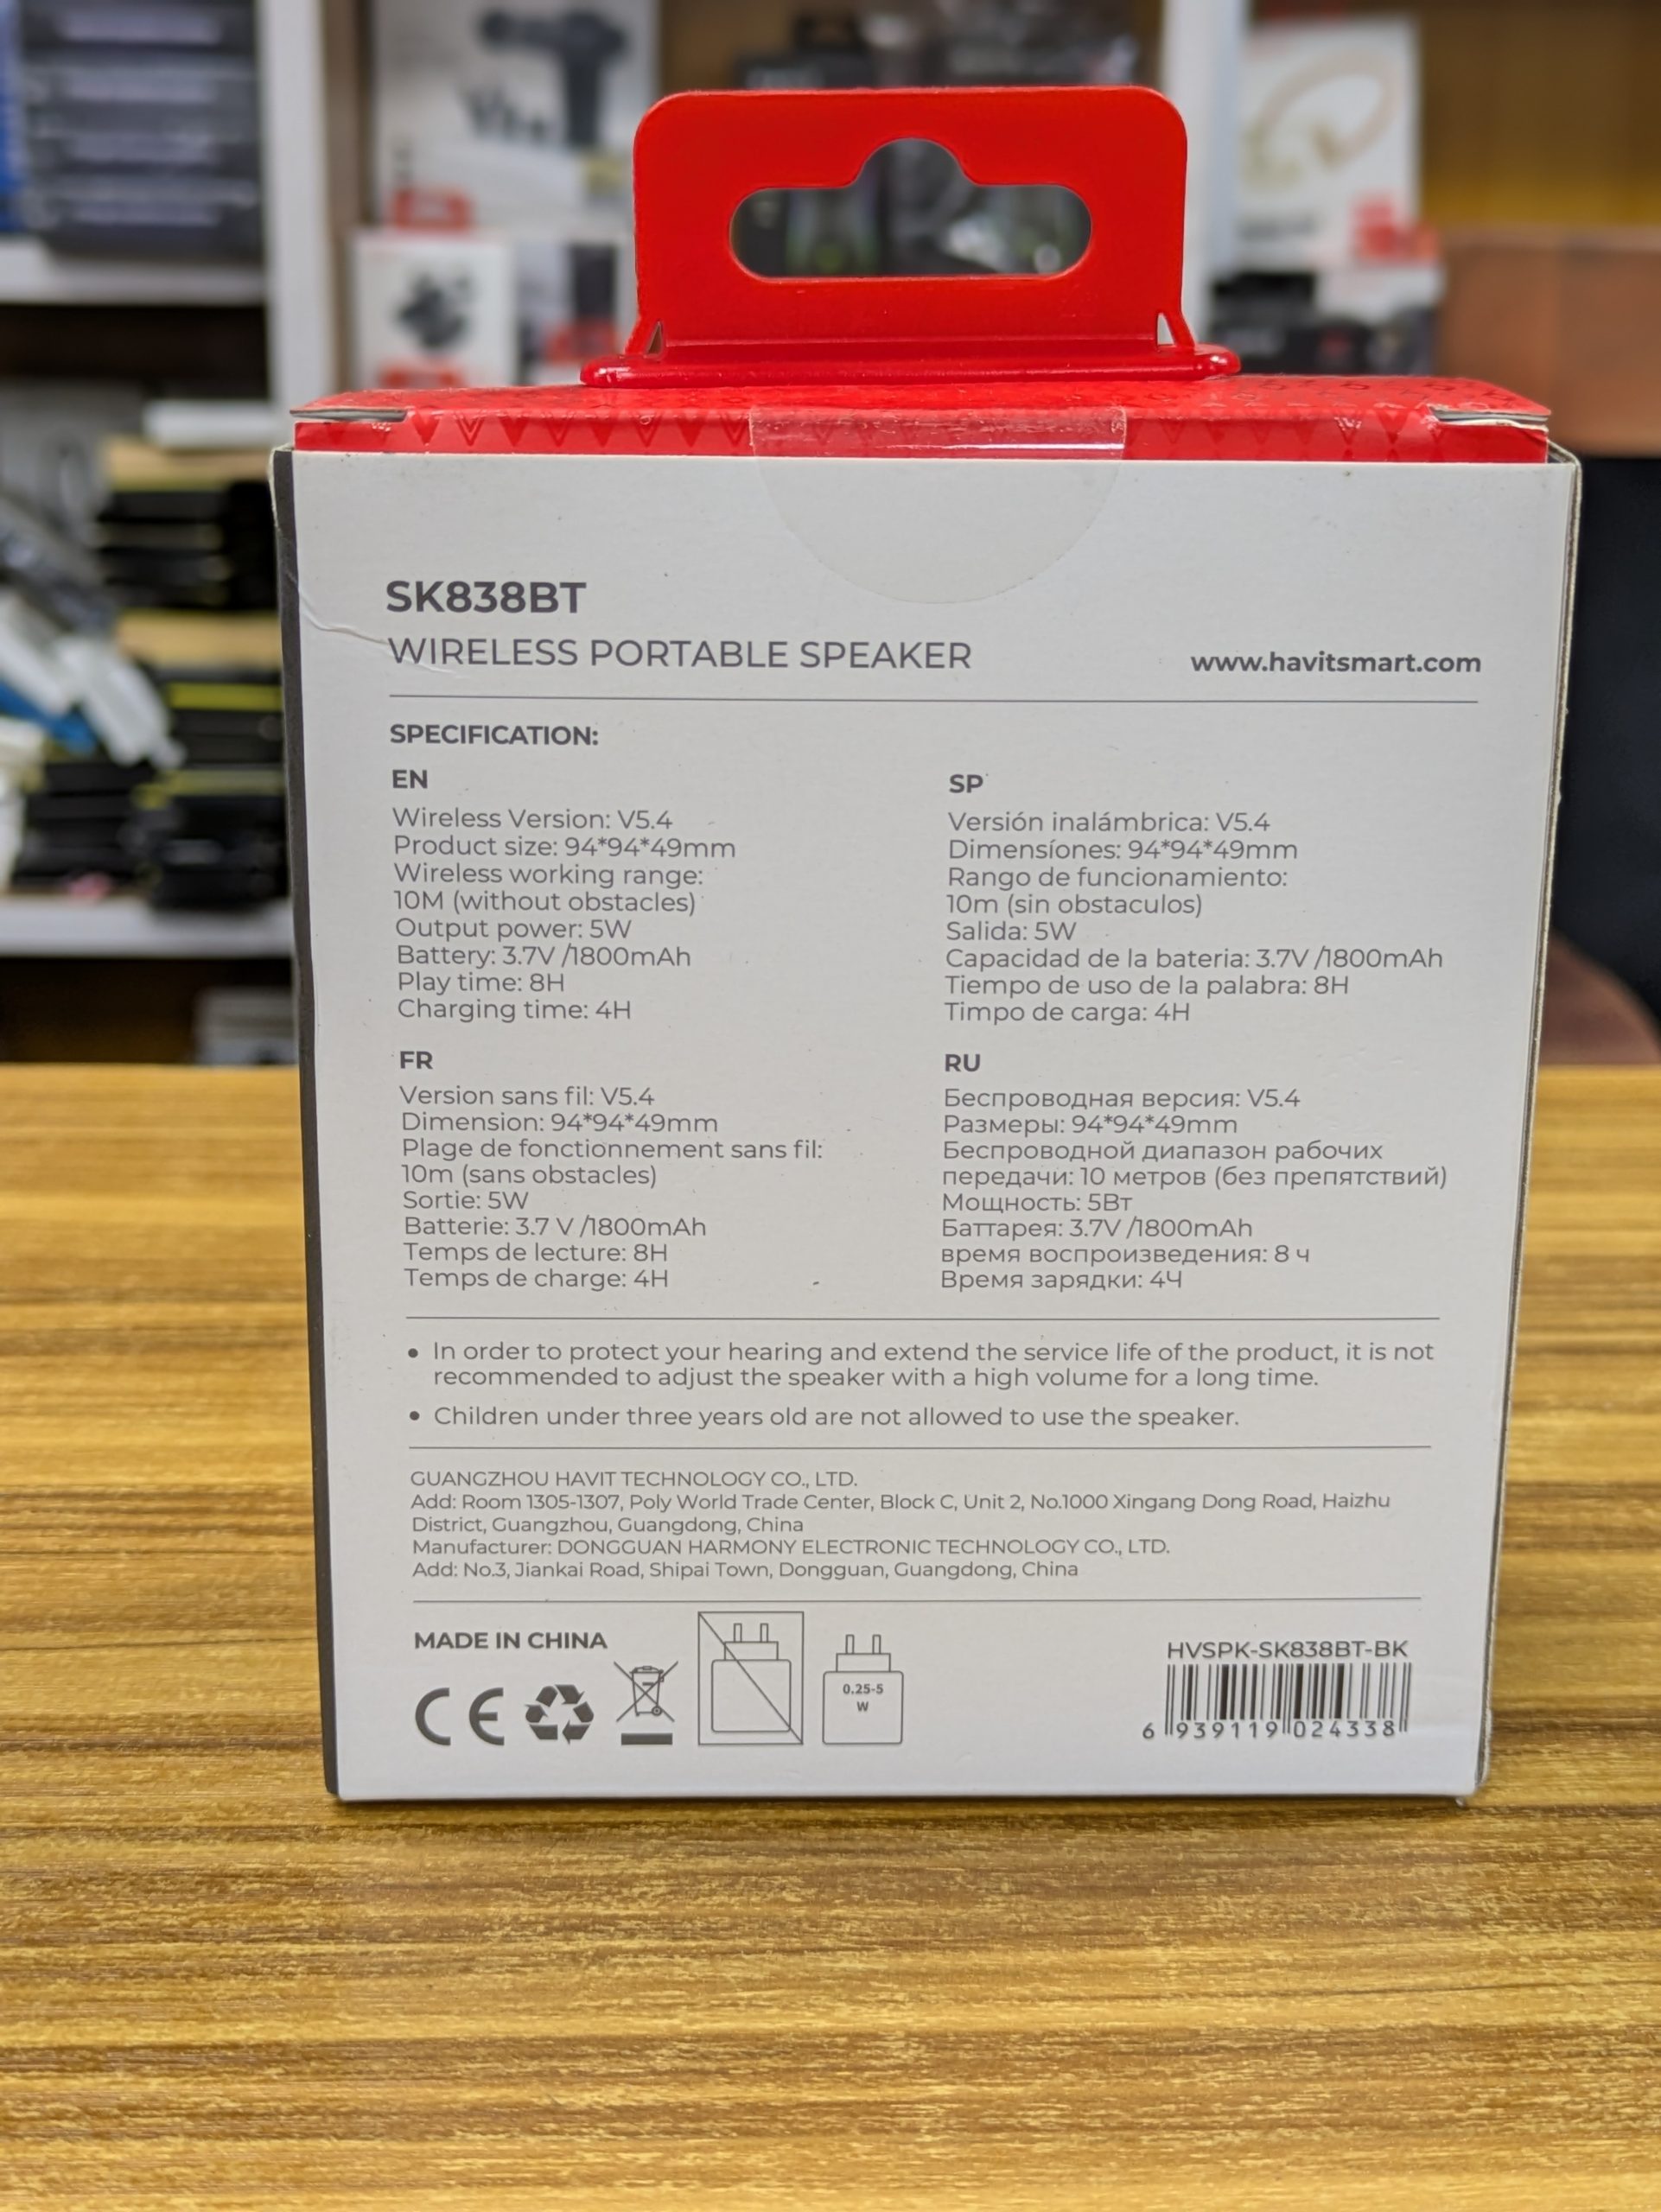 SK838BT
WIRELESS PORTABLE SPEAKER
www.havitsmart.com
SPECIFICATION:
EN
Wireless Version: V5.4
Product size: 94*94*49mm
Wireless working range:
10M (without obstacles)
Output power: 5W
Battery: 3.7V /1800mAh
Play time: 8H
Charging time: 4H
SP
Versión inalámbrica: V5.4
Dimensíones: 94*94*49mm
Rango de funcionamiento:
10m (sin obstaculos)
Salida: 5W
Capacidad de la bateria: 3.7V /1800mAh
Tiempo de uso de la palabra: 8H
Timpo de carga: 4H
FR
Version sans fil: V5.4
Dimension: 94*94*49mm
Plage de fonctionnement sans fil:
10m (sans obstacles)
Sortie: 5W
Batterie: 3.7 V /1800mAh
Temps de lecture: 8H
Temps de charge: 4H
RU
Беспроводная версия: V5.4
Размеры: 94*94*49mm
Беспроводной диапазон рабочих
передачи: 10 метров (без препятствий)
Мощность: 5Вт
Баттарея: 3.7V /1800mAh
время воспроизведения: 8 ч
Время зарядки: 4Ч
• In order to protect your hearing and extend the service life of the product, it is not
recommended to adjust the speaker with a high volume for a long time.
• Children under three years old are not allowed to use the speaker.
GUANGZHOU HAVIT TECHNOLOGY CO., LTD.
Add: Room 1305-1307, Poly World Trade Center, Block C, Unit 2, No.1000 Xingang Dong Road, Haizhu
District, Guangzhou, Guangdong, China
Manufacturer: DONGGUAN HARMONY ELECTRONIC TECHNOLOGY CO., LTD.
Add: No.3, Jiankai Road, Shipai Town, Dongguan, Guangdong, China
MADE IN CHINA
CE
0.25-5
W
HVSPK-SK838BT-BK
6 939119 024338